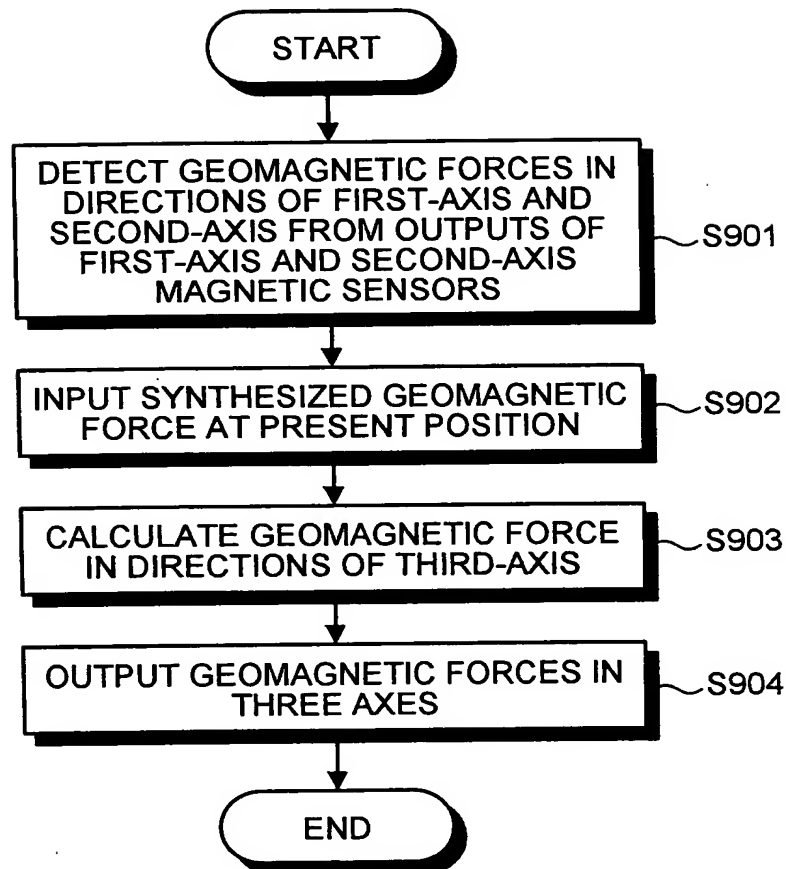 START
DETECT GEOMAGNETIC FORCES IN
DIRECTIONS OF FIRST-AXIS AND
SECOND-AXIS FROM OUTPUTS OF
FIRST-AXIS AND SECOND-AXIS
MAGNETIC SENSORS
S901
INPUT SYNTHESIZED GEOMAGNETIC
FORCE AT PRESENT POSITION
S902
CALCULATE GEOMAGNETIC FORCE
IN DIRECTIONS OF THIRD-AXIS
S903
OUTPUT GEOMAGNETIC FORCES IN
THREE AXES
S904
END